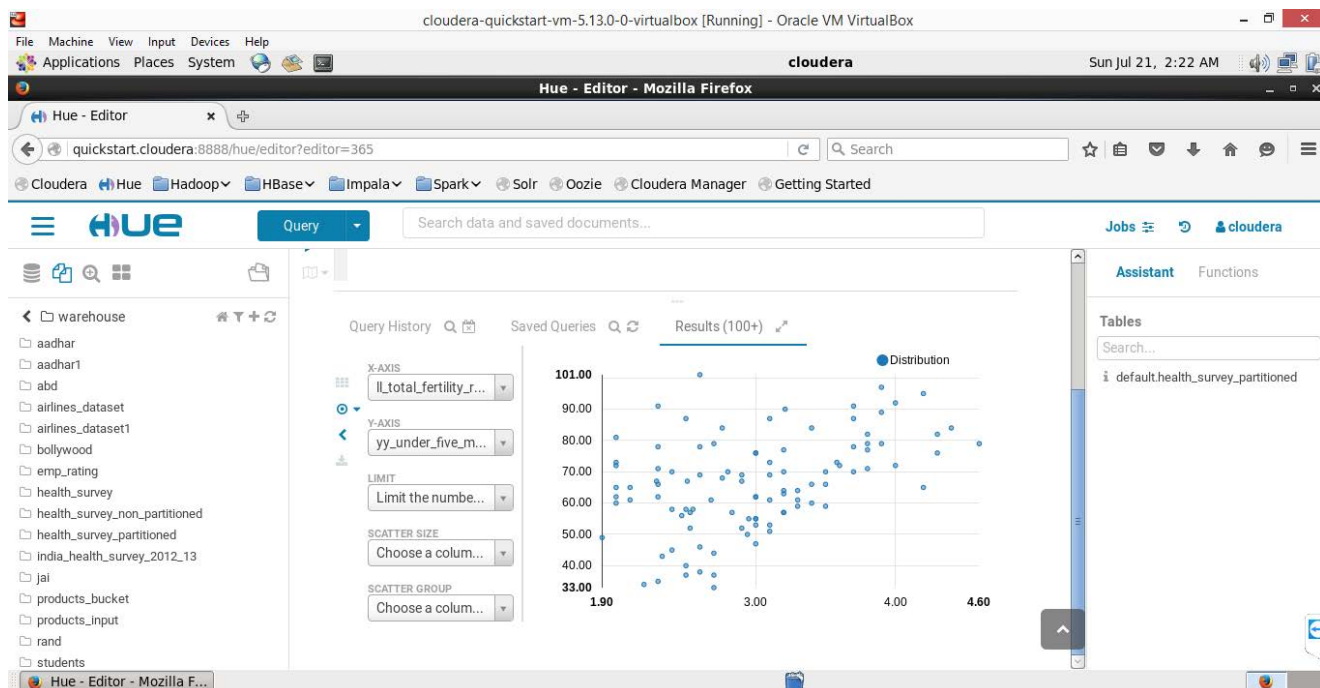 cloudera-quickstart-vm-5.13.0-0-virtualbox [Running] - Oracle VM VirtualBox
File Machine View Input Devices Help
Applications Places System cloudera Sun Jul 21, 2:22 AM
Hue - Editor - Mozilla Firefox
Hue - Editor
quickstart.cloudera:8888/hue/editor?editor=365 Search
Cloudera Hue Hadoop HBase Impala Spark Solr Oozie Cloudera Manager Getting Started
HUE Query Search data and saved documents... Jobs cloudera
warehouse
aadhar
aadhar1
abd
airlines_dataset
airlines_dataset1
bollywood
emp_rating
health_survey
health_survey_non_partitioned
health_survey_partitioned
india_health_survey_2012_13
jai
products_bucket
products_input
rand
students
Query History Saved Queries Results (100+)
X-AXIS
ll_total_fertility_r...
Y-AXIS
yy_under_five_m...
LIMIT
Limit the numbe...
SCATTER SIZE
Choose a colum...
SCATTER GROUP
Choose a colum...
Distribution
101.00
90.00
80.00
70.00
60.00
50.00
40.00
33.00
1.90 3.00 4.00 4.60
Assistant Functions
Tables
Search...
default.health_survey_partitioned
Hue - Editor - Mozilla F...